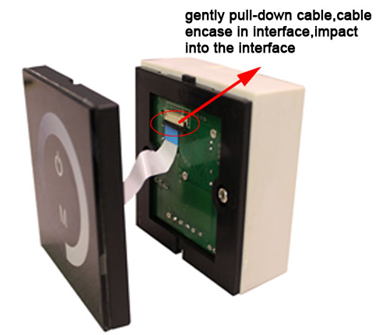 gently pull-down cable,cable
encase in interface,impact
into the interface
M